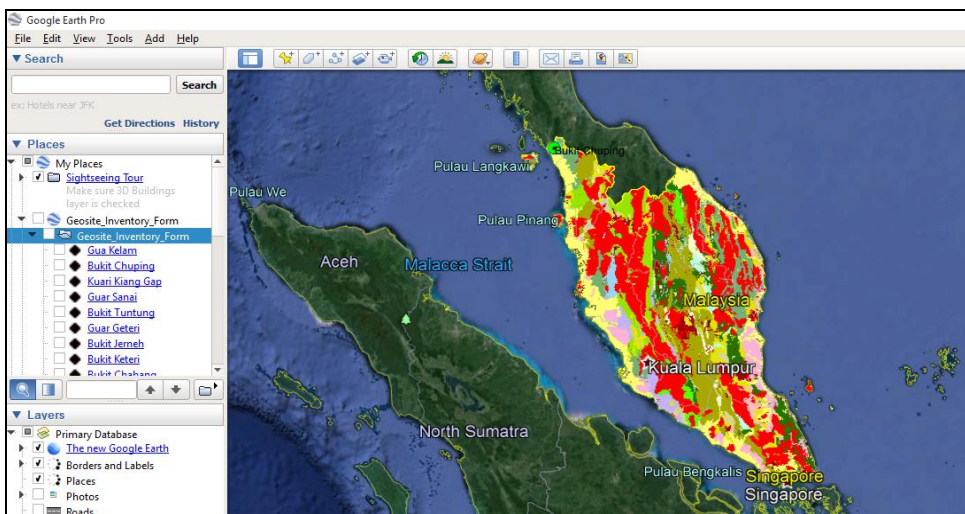 Google Earth Pro
File Edit View Tools Add Help
Search
Search
ex: Hotels near JFK
Get Directions History
Places
My Places
Sightseeing Tour
Make sure 3D Buildings
layer is checked
Geosite_Inventory_Form
Geosite_Inventory_Form
Gua Kelam
Bukit Chuping
Kuari Kiang Gap
Guar Sanai
Bukit Tuntung
Guar Geteri
Bukit Jerneh
Bukit Keteri
Bukit Chabang
Layers
Primary Database
The new Google Earth
Borders and Labels
Places
Photos
Roads
Bukit Chuping
Pulau Langkawi
Pulau We
Pulau Pinang
Aceh
Malacca Strait
Malaysia
Kuala Lumpur
North Sumatra
Pulau Bengkalis
Singapore
Singapore